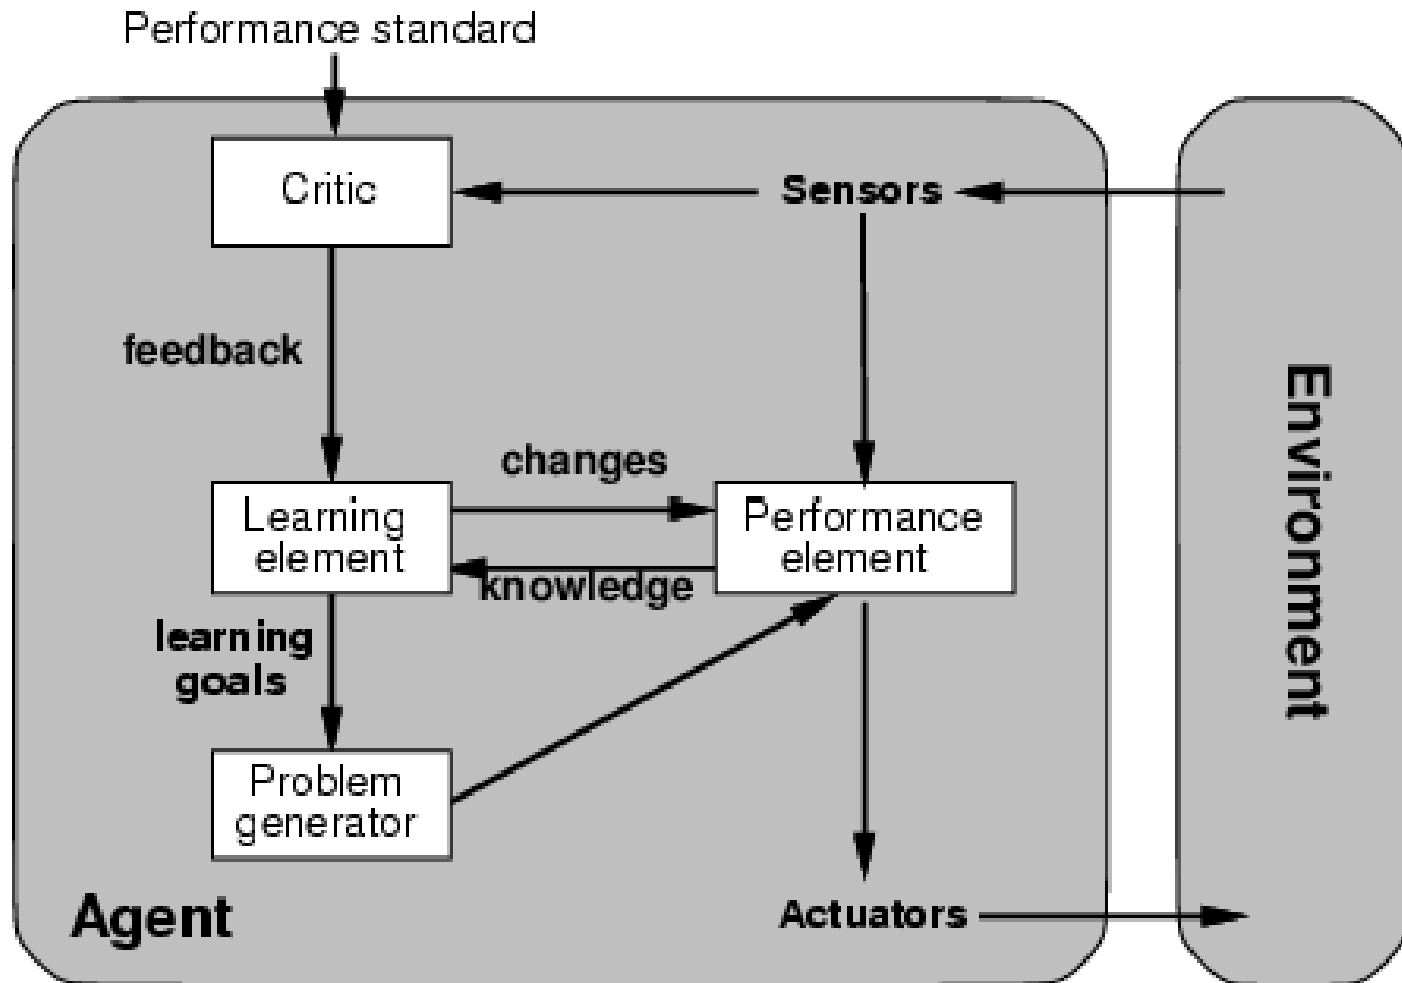 Performance standard
Critic
Sensors
feedback
changes
Learning
element
Performance
element
knowledge
learning
goals
Problem
generator
Agent
Actuators
Environment